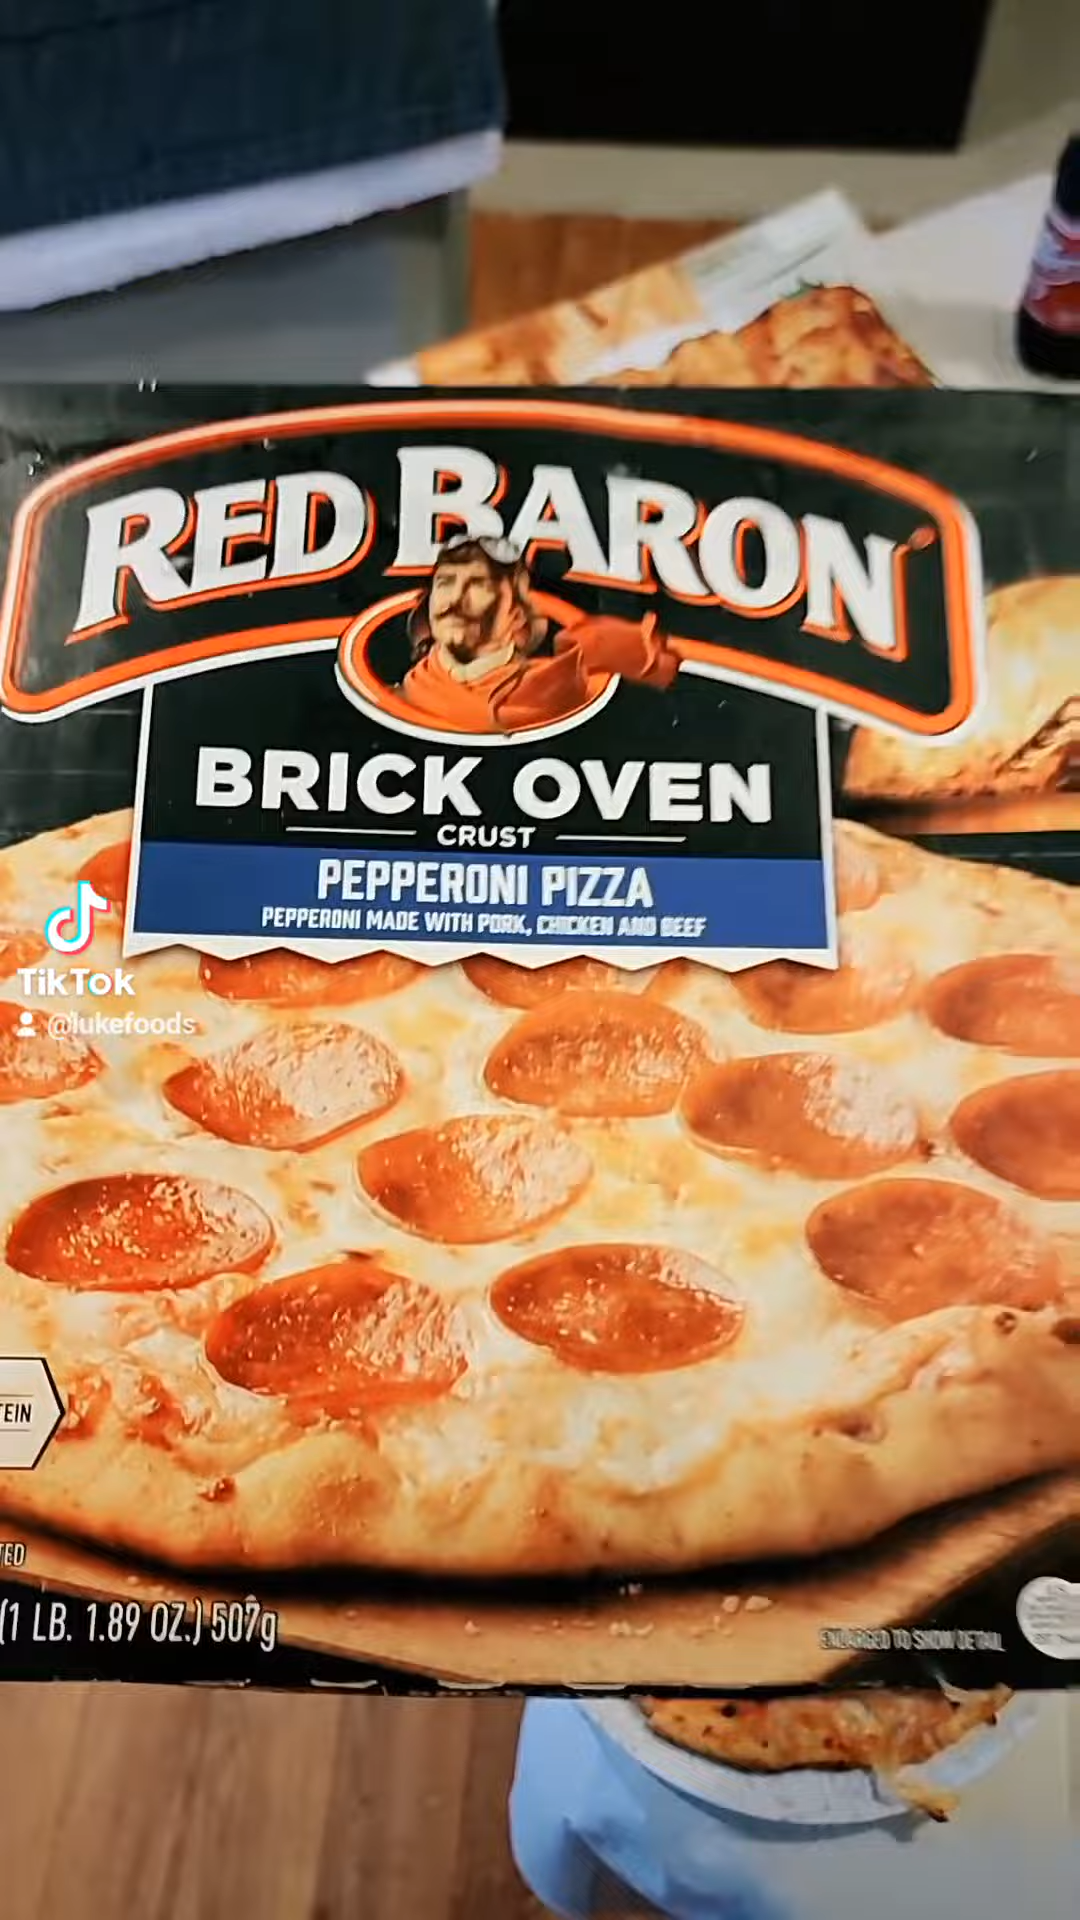 RED BARON
BRICK OVEN
CRUST
PEPPERONI PIZZA
PEPPERONI MADE WITH PORK, CHICKEN AND BEEF
TikTok
@lukefoods
TEIN
TED
(1 LB. 1.89 OZ.) 507g
ENLARGED TO SHOW DETAIL